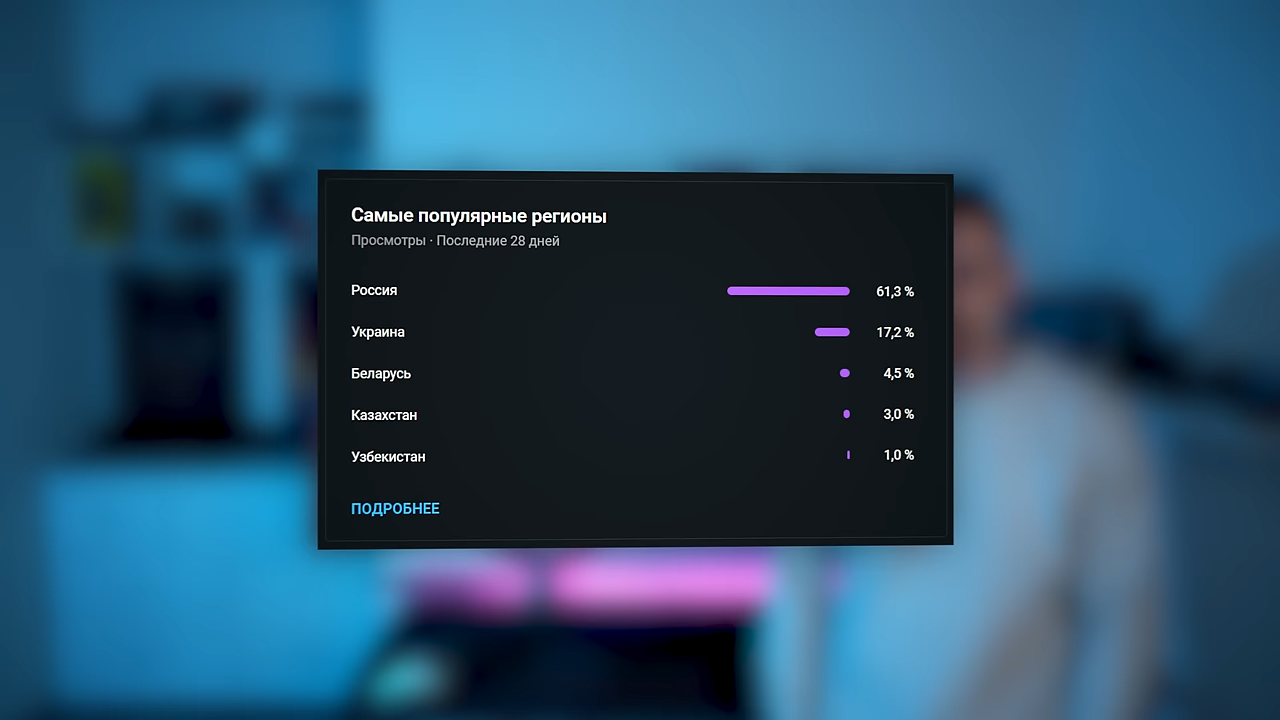 Самые популярные регионы
Просмотры · Последние 28 дней
Россия 61,3 %
Украина 17,2 %
Беларусь 4,5 %
Казахстан 3,0 %
Узбекистан 1,0 %
ПОДРОБНЕЕ